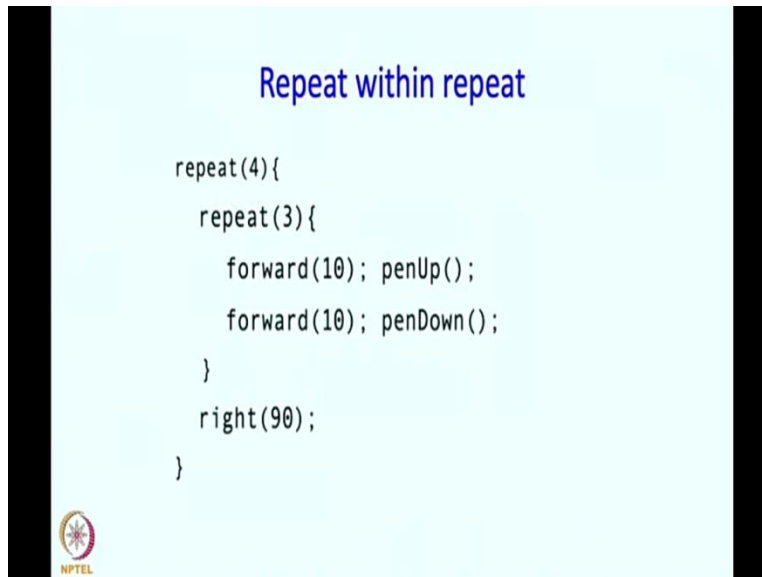 Repeat within repeat
repeat(4){
repeat(3){
forward(10); penUp();
forward(10); penDown();
}
right(90);
}
NPTEL